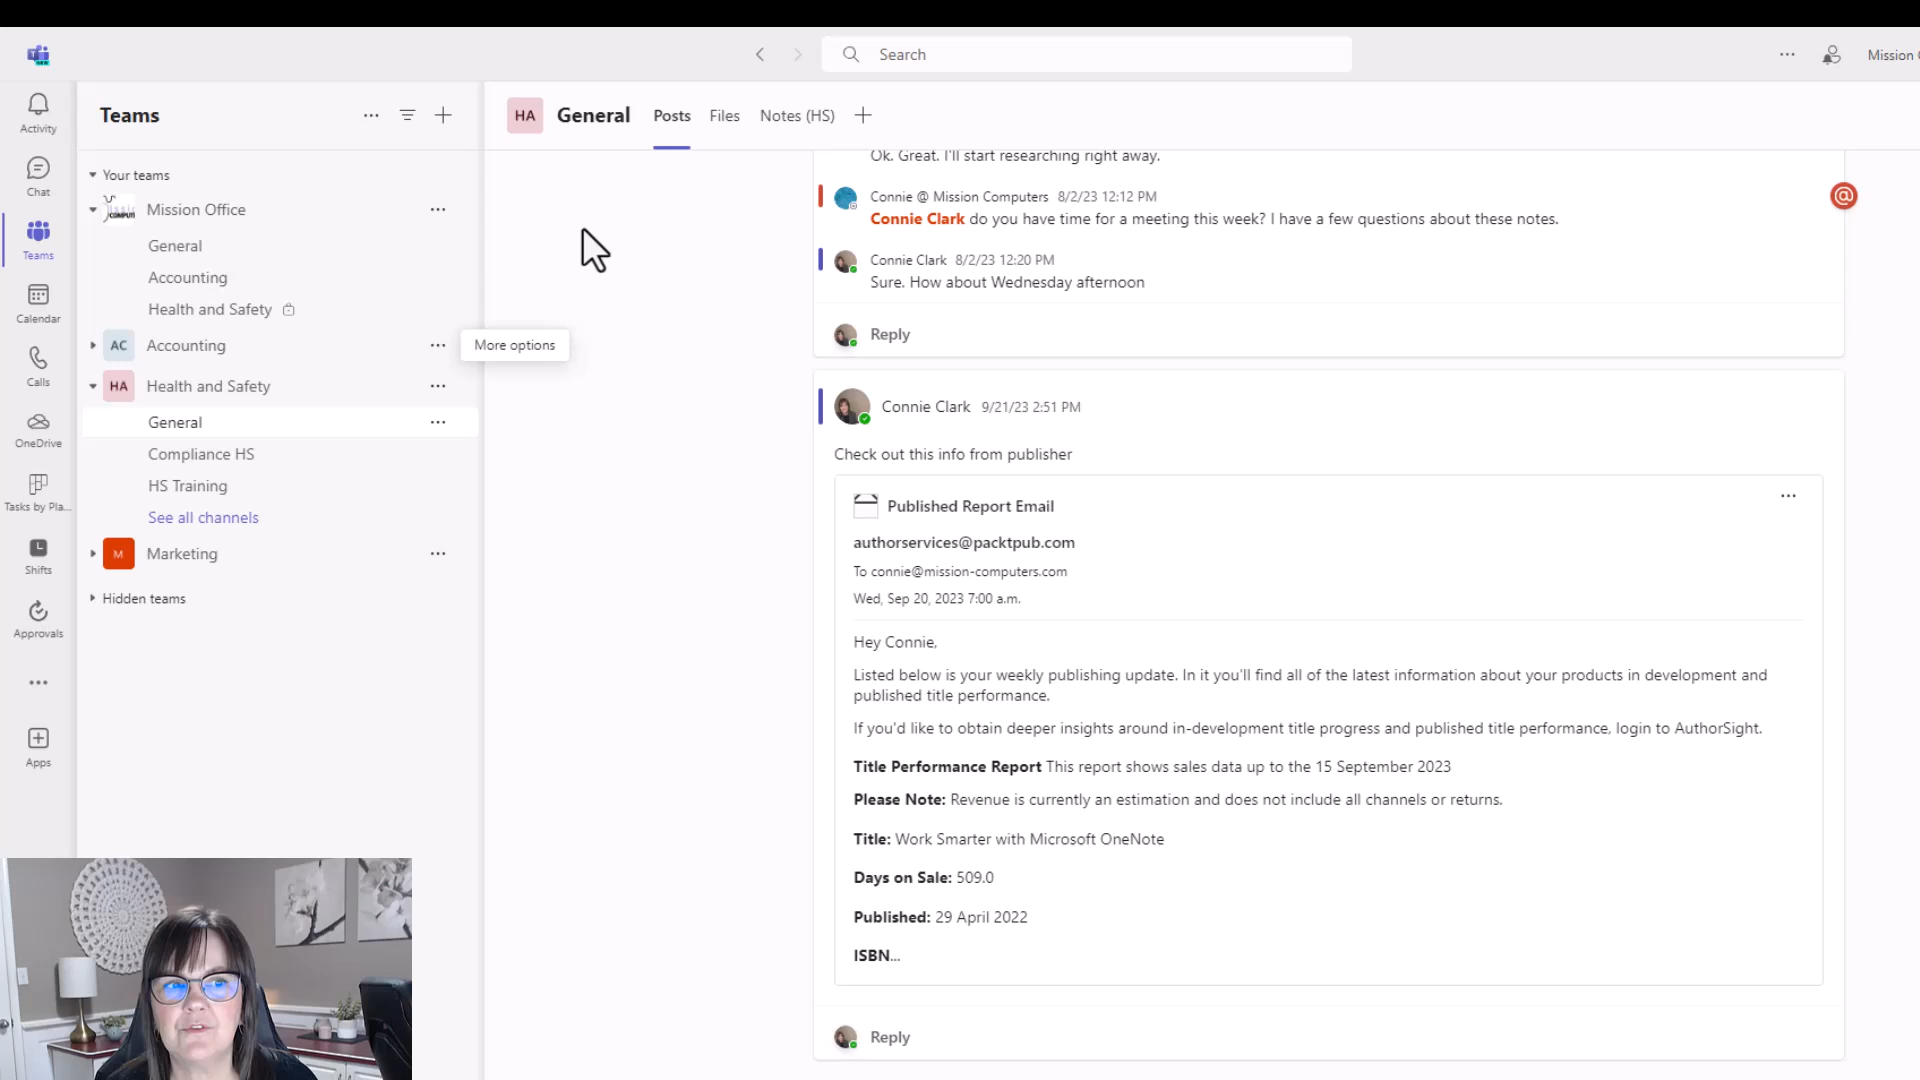 Search
Mission
Activity
Chat
Teams
Calendar
Calls
OneDrive
Tasks by Pla...
Shifts
Approvals
Apps
Teams
Your teams
Mission Office
General
Accounting
Health and Safety
AC Accounting
More options
HA Health and Safety
General
Compliance HS
HS Training
See all channels
M Marketing
Hidden teams
HA General Posts Files Notes (HS)
Ok. Great. I'll start researching right away.
Connie @ Mission Computers 8/2/23 12:12 PM
Connie Clark do you have time for a meeting this week? I have a few questions about these notes.
Connie Clark 8/2/23 12:20 PM
Sure. How about Wednesday afternoon
Reply
Connie Clark 9/21/23 2:51 PM
Check out this info from publisher
Published Report Email
authorservices@packtpub.com
To connie@mission-computers.com
Wed, Sep 20, 2023 7:00 a.m.
Hey Connie,
Listed below is your weekly publishing update. In it you'll find all of the latest information about your products in development and
published title performance.
If you'd like to obtain deeper insights around in-development title progress and published title performance, login to AuthorSight.
Title Performance Report This report shows sales data up to the 15 September 2023
Please Note: Revenue is currently an estimation and does not include all channels or returns.
Title: Work Smarter with Microsoft OneNote
Days on Sale: 509.0
Published: 29 April 2022
ISBN...
Reply